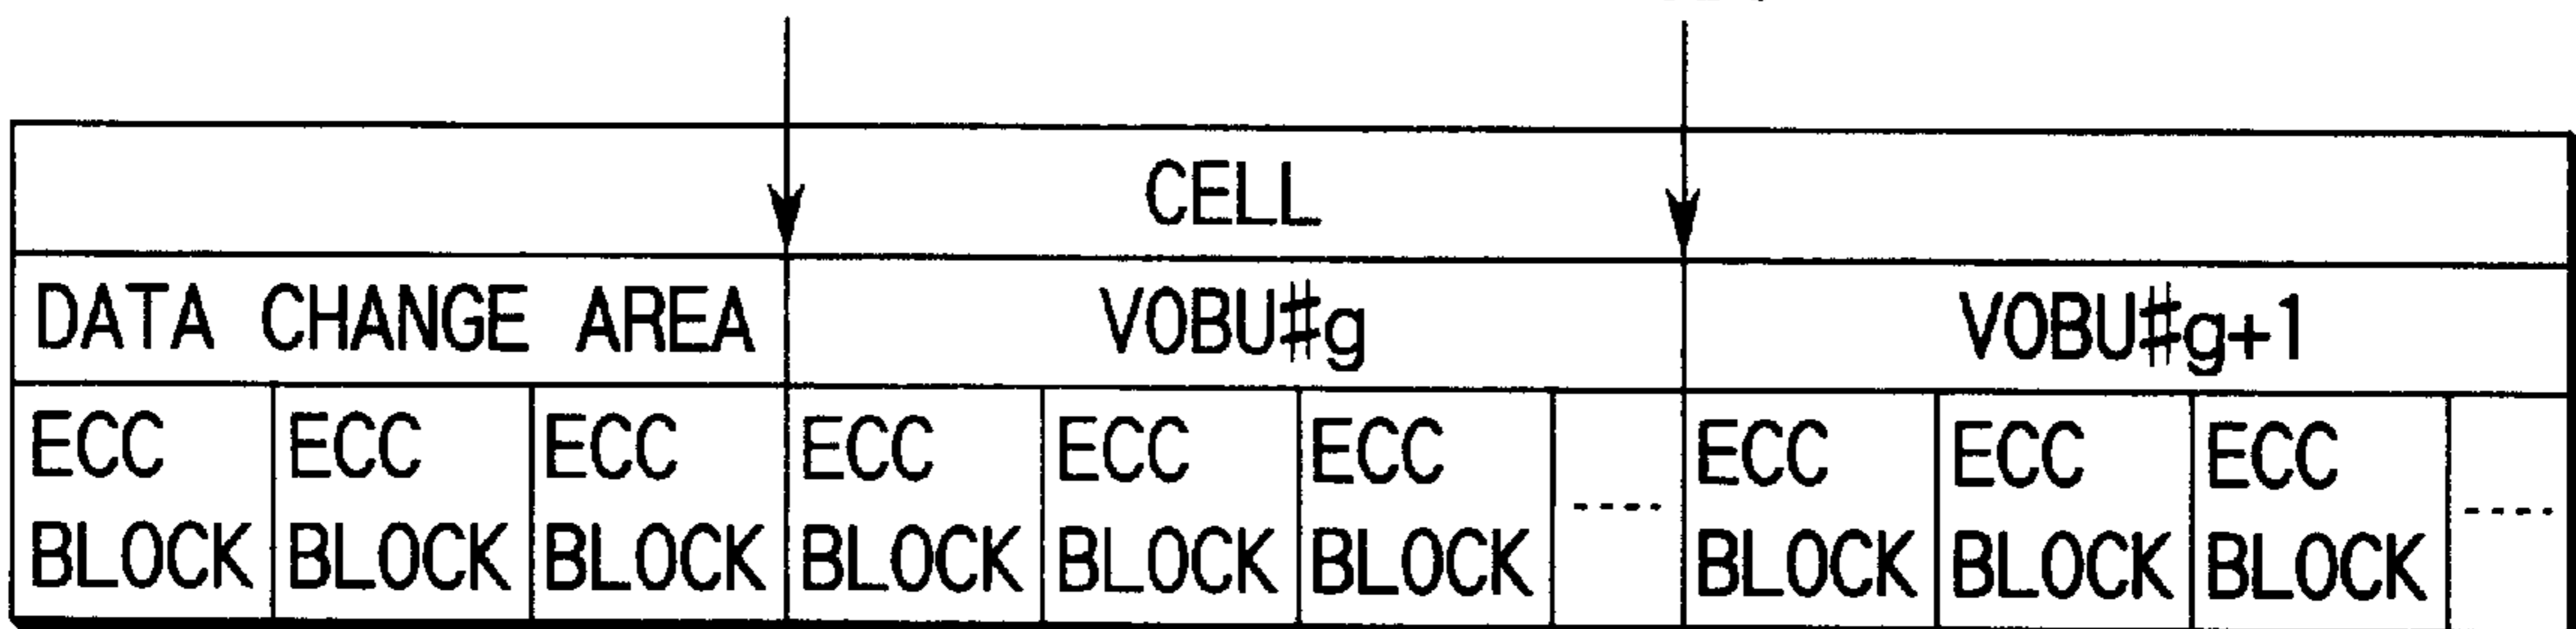 CELL
DATA CHANGE AREA VOBU#g VOBU#g+1
ECC ECC ECC ECC ECC ECC ECC ECC ECC
BLOCK BLOCK BLOCK BLOCK BLOCK BLOCK ---- BLOCK BLOCK BLOCK ----